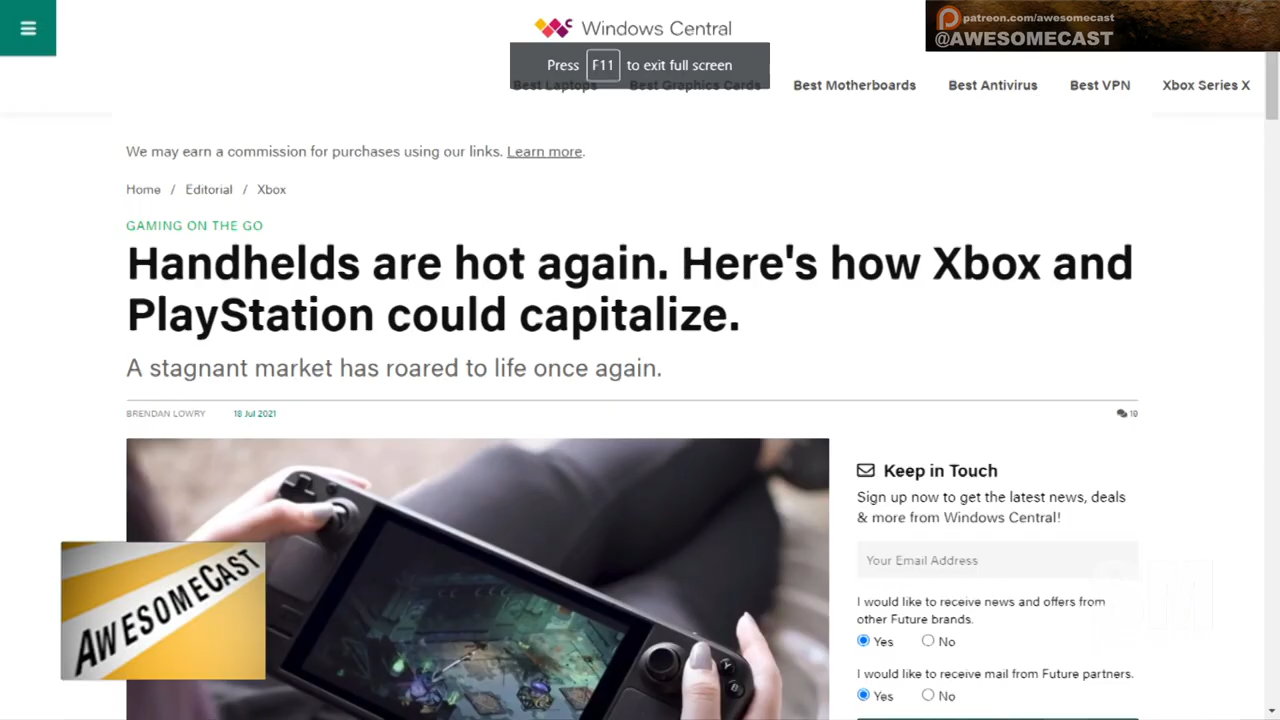 patreon.com/awesomecast
@AWESOMECAST
Windows Central
Press F11 to exit full screen
Best Laptops Best Graphics Cards Best Motherboards Best Antivirus Best VPN Xbox Series X
We may earn a commission for purchases using our links. Learn more.
Home / Editorial / Xbox
GAMING ON THE GO
Handhelds are hot again. Here's how Xbox and
PlayStation could capitalize.
A stagnant market has roared to life once again.
BRENDAN LOWRY 18 Jul 2021 10
Keep in Touch
Sign up now to get the latest news, deals
& more from Windows Central!
Your Email Address
I would like to receive news and offers from
other Future brands.
Yes No
I would like to receive mail from Future partners.
Yes No
AWESOMECAST
Y
B